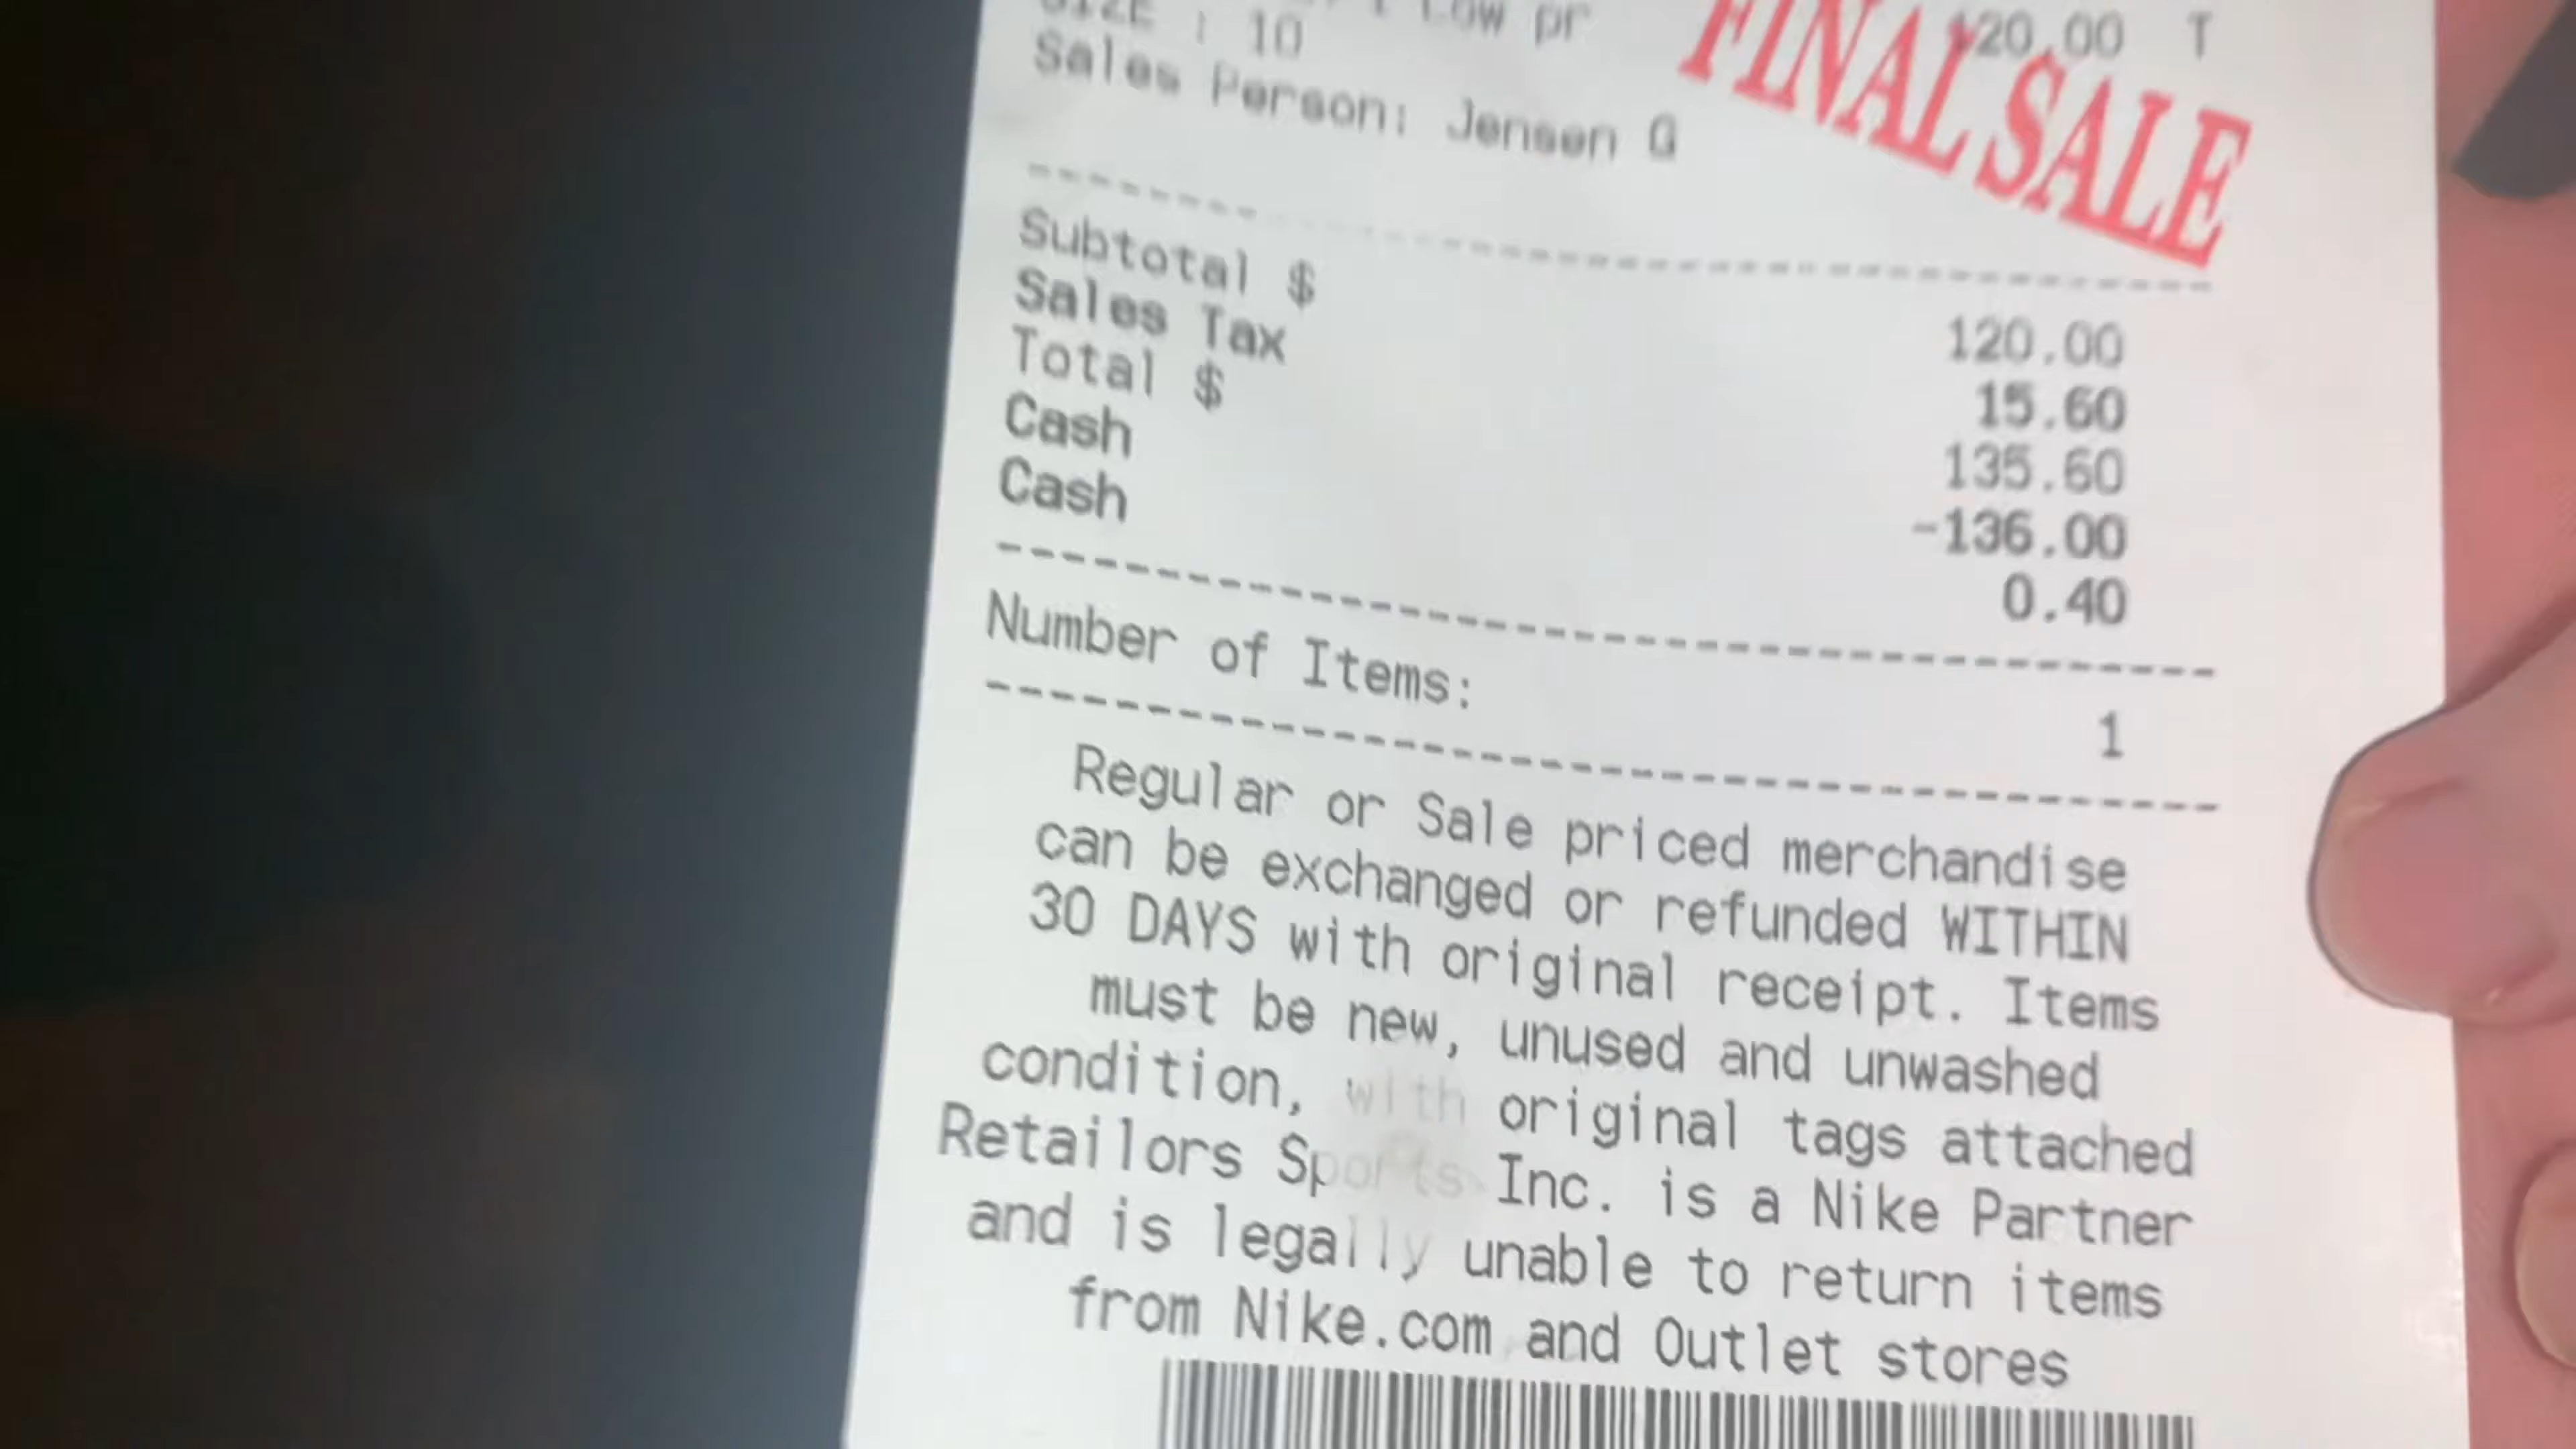 Low pr 120.00 T
SIZE : 10
FINAL SALE
Sales Person: Jensen G
Subtotal $ 120.00
Sales Tax 15.60
Total $ 135.60
Cash -136.00
Cash 0.40
Number of Items: 1
Regular or Sale priced merchandise
can be exchanged or refunded WITHIN
30 DAYS with original receipt. Items
must be new, unused and unwashed
condition, with original tags attached
Retailors Sports Inc. is a Nike Partner
and is legally unable to return items
from Nike.com and Outlet stores